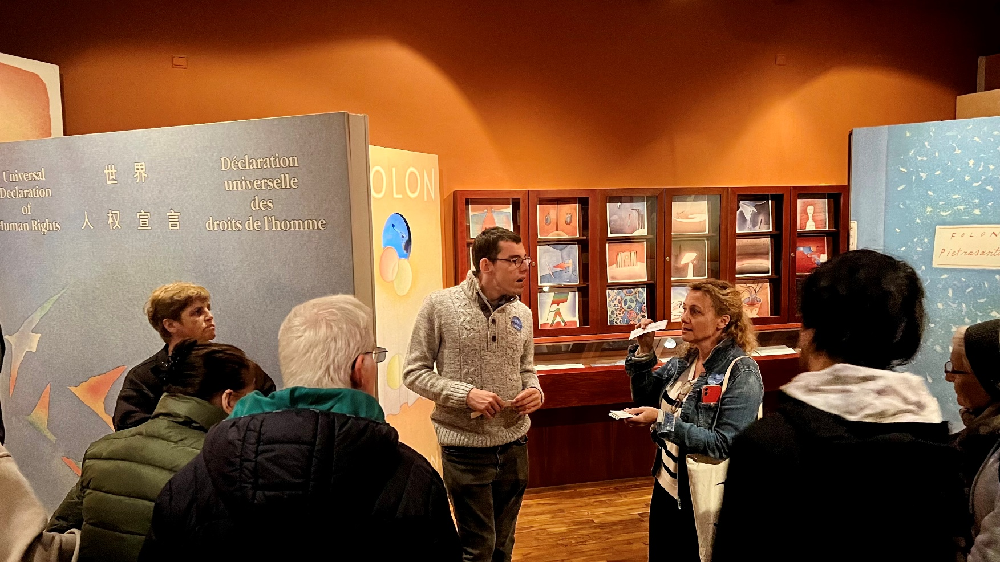 Universal
Declaration
of
Human Rights
世界
人权宣言
Déclaration
universelle
des
droits de l'homme
FOLON
Pietrasanta